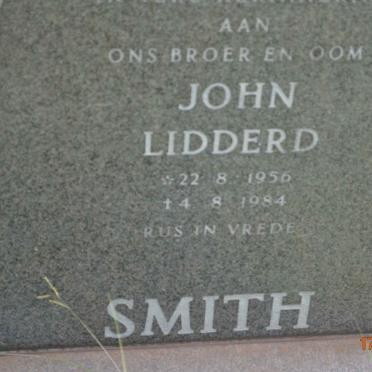 AAN
ONS BROER EN OOM
JOHN
LIDDERD
☆ 22 8 1956
† 4 8 1984
RUS IN VREDE
SMITH